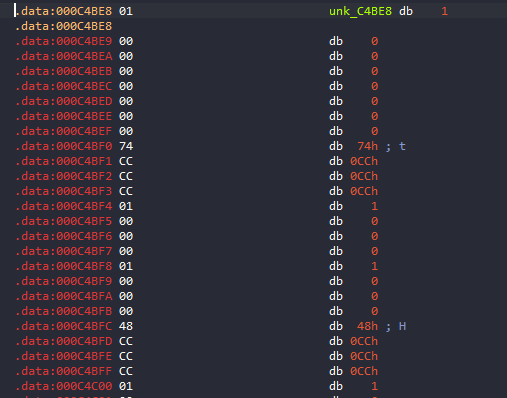 .data:000C4BE8 01 unk_C4BE8 db 1
.data:000C4BE8
.data:000C4BE9 00 db 0
.data:000C4BEA 00 db 0
.data:000C4BEB 00 db 0
.data:000C4BEC 00 db 0
.data:000C4BED 00 db 0
.data:000C4BEE 00 db 0
.data:000C4BEF 00 db 0
.data:000C4BF0 74 db 74h ; t
.data:000C4BF1 CC db 0CCh
.data:000C4BF2 CC db 0CCh
.data:000C4BF3 CC db 0CCh
.data:000C4BF4 01 db 1
.data:000C4BF5 00 db 0
.data:000C4BF6 00 db 0
.data:000C4BF7 00 db 0
.data:000C4BF8 01 db 1
.data:000C4BF9 00 db 0
.data:000C4BFA 00 db 0
.data:000C4BFB 00 db 0
.data:000C4BFC 48 db 48h ; H
.data:000C4BFD CC db 0CCh
.data:000C4BFE CC db 0CCh
.data:000C4BFF CC db 0CCh
.data:000C4C00 01 db 1